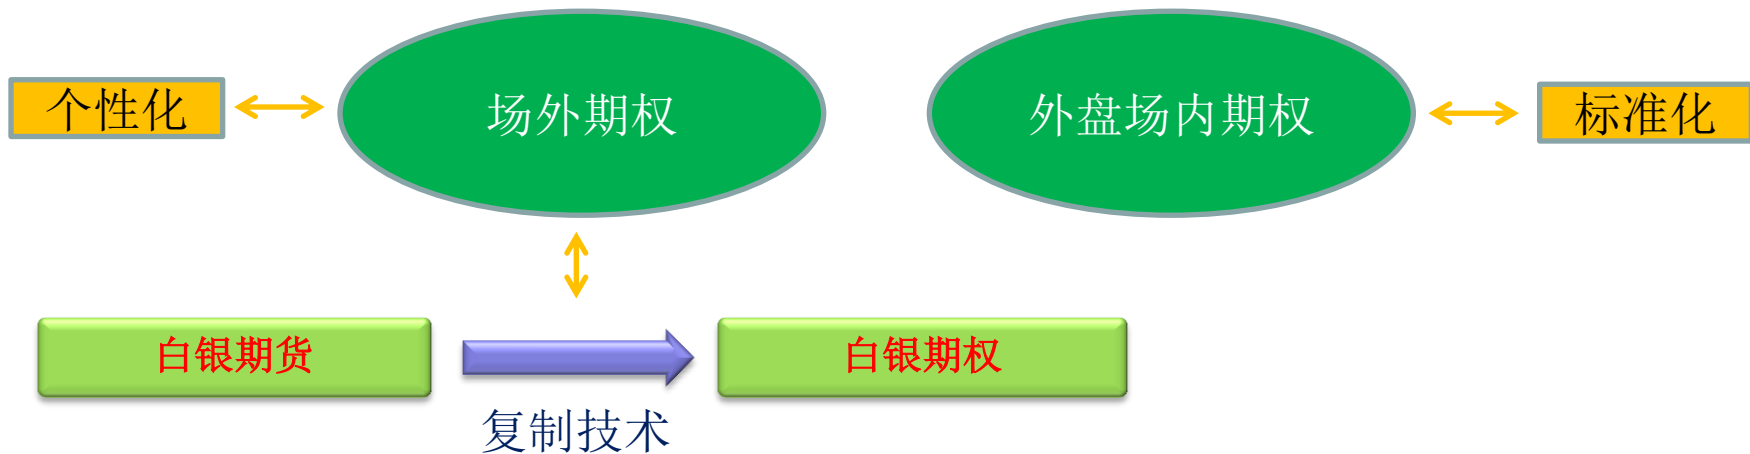 个性化
场外期权
外盘场内期权
标准化
白银期货
白银期权
复制技术